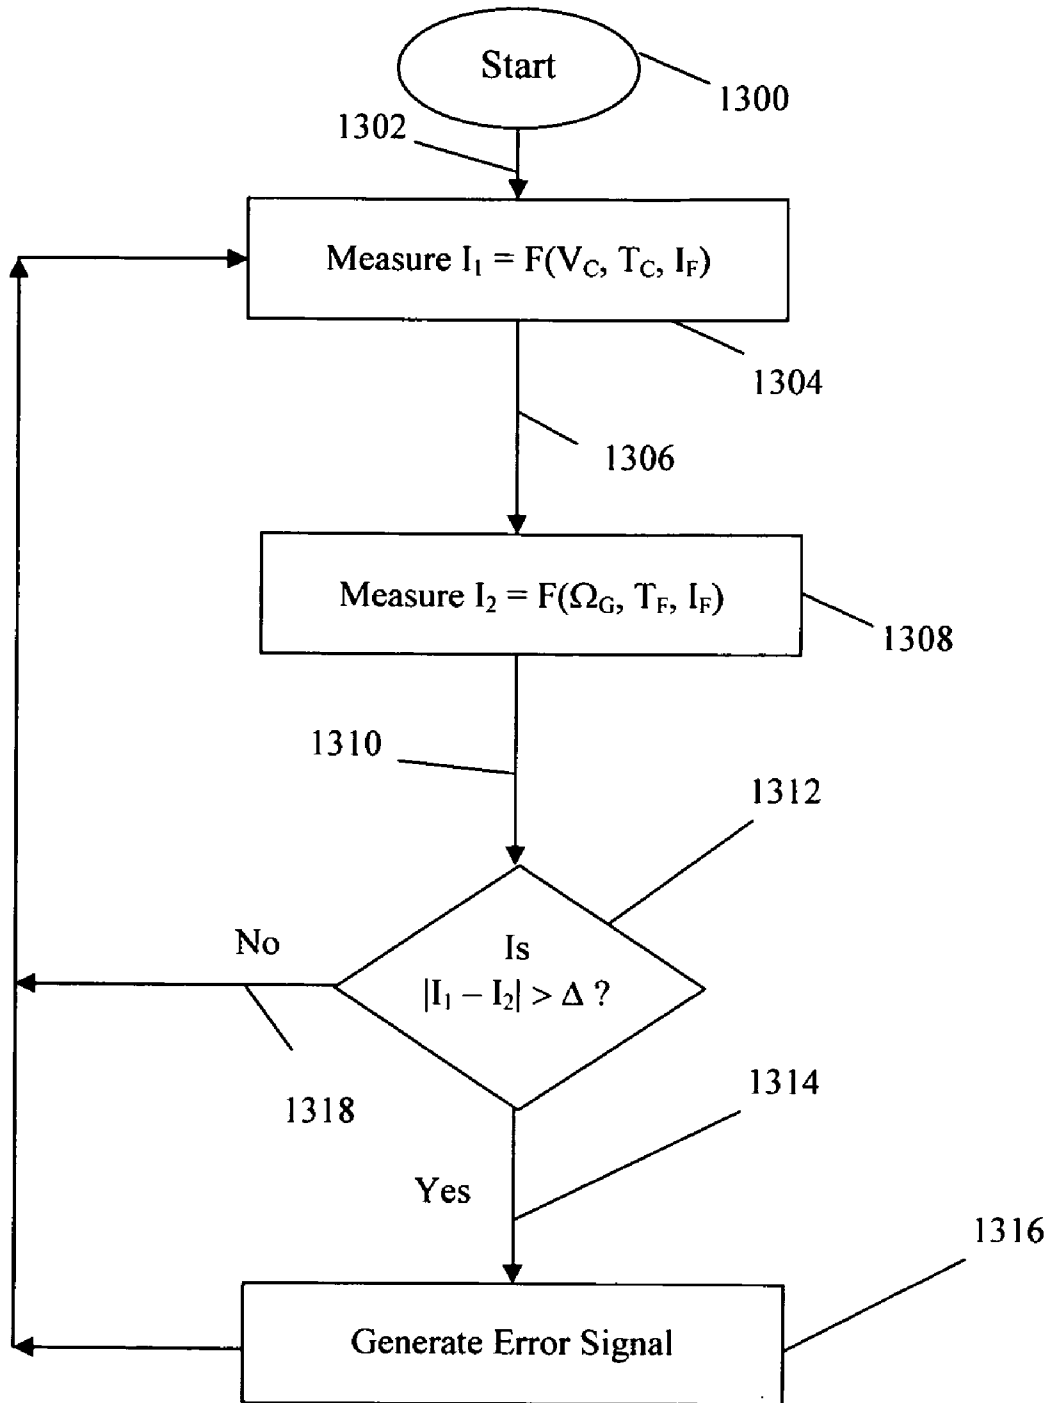 Start
1300
1302
Measure I₁ = F(V_C, T_C, I_F)
1304
1306
Measure I₂ = F(Ω_G, T_F, I_F)
1308
1310
1312
No
Is
|I₁ – I₂| > Δ ?
1318
1314
Yes
1316
Generate Error Signal